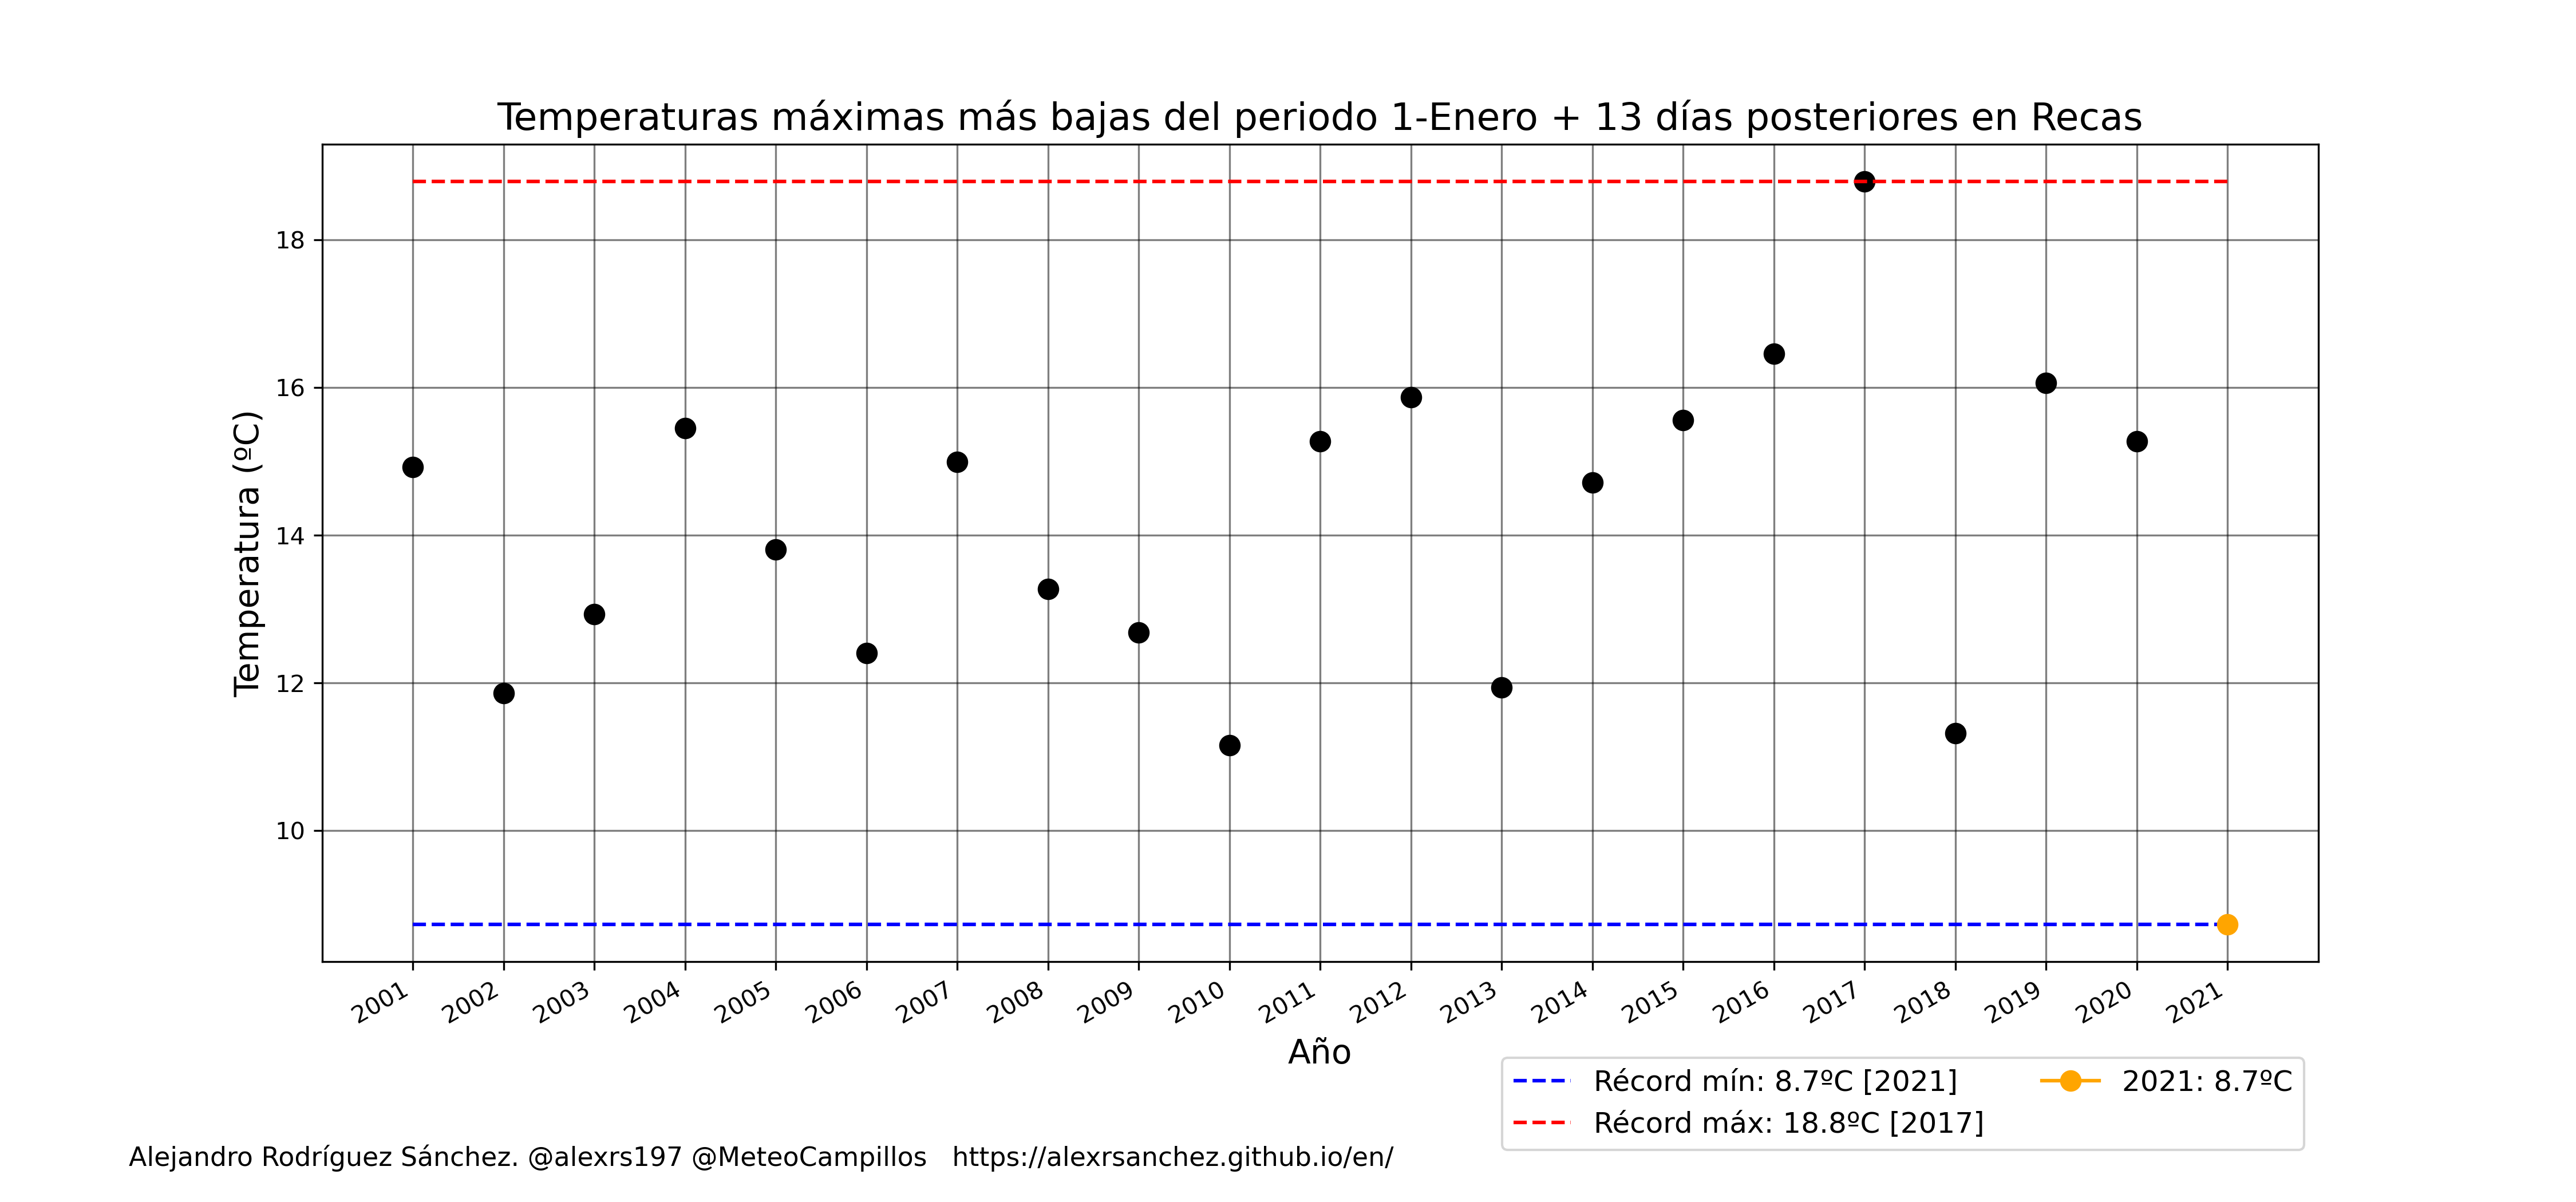 Temperaturas máximas más bajas del periodo 1-Enero + 13 días posteriores en Recas
Temperatura (ºC)
18
16
14
12
10
2001 2002 2003 2004 2005 2006 2007 2008 2009 2010 2011 2012 2013 2014 2015 2016 2017 2018 2019 2020 2021
Año
Récord mín: 8.7ºC [2021]
Récord máx: 18.8ºC [2017]
2021: 8.7ºC
Alejandro Rodríguez Sánchez. @alexrs197 @MeteoCampillos https://alexrsanchez.github.io/en/